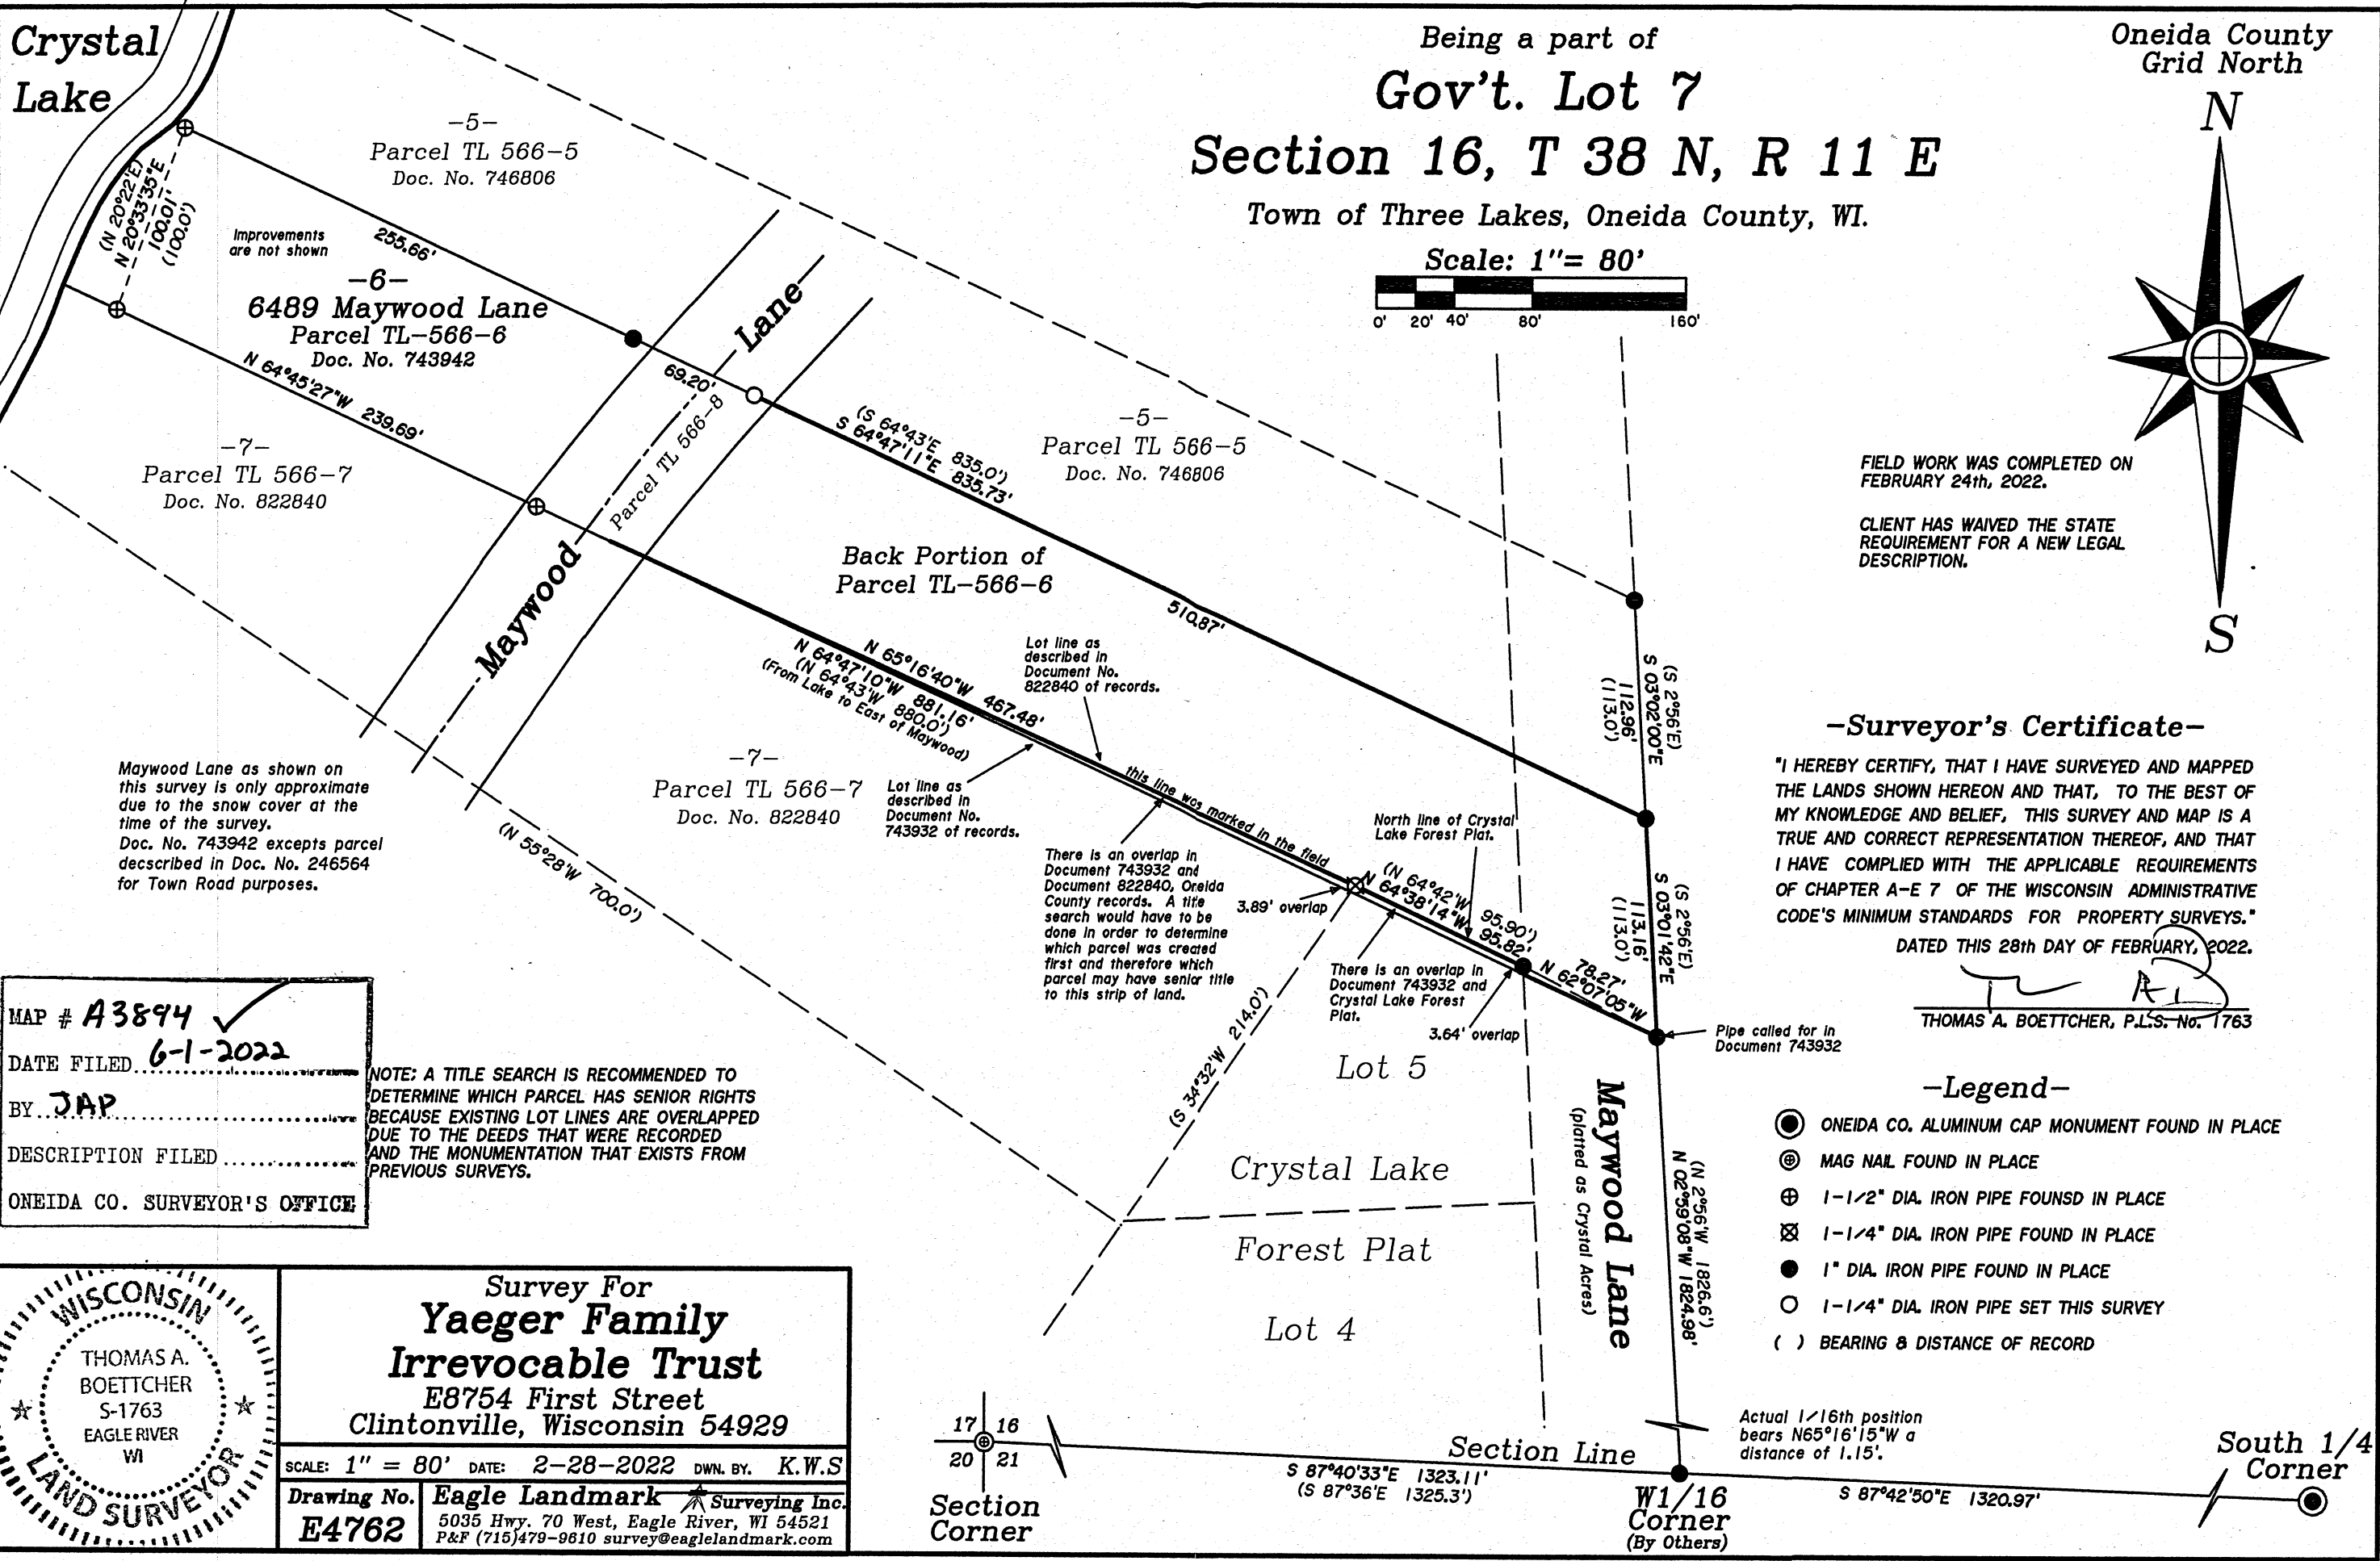 Crystal
Lake
Being a part of
Gov't. Lot 7
Section 16, T 38 N, R 11 E
Town of Three Lakes, Oneida County, WI.
Scale: 1"= 80'
0' 20' 40' 80' 160'
Oneida County
Grid North
N
S
-5-
Parcel TL 566-5
Doc. No. 746806
(N 20°22'E)
N 20°33'35"E
100.01'
(100.0')
Improvements
are not shown
255.66'
-6-
6489 Maywood Lane
Parcel TL-566-6
Doc. No. 743942
N 64°45'27"W 239.69'
-7-
Parcel TL 566-7
Doc. No. 822840
69.20'
Maywood Lane
Parcel TL 566-8
(S 64°43'E 835.0')
S 64°47'11"E 835.73'
-5-
Parcel TL 566-5
Doc. No. 746806
510.87'
Back Portion of
Parcel TL-566-6
FIELD WORK WAS COMPLETED ON
FEBRUARY 24th, 2022.
CLIENT HAS WAIVED THE STATE
REQUIREMENT FOR A NEW LEGAL
DESCRIPTION.
N 65°16'40"W 467.48'
N 64°47'10"W 881.16'
(N 64°43'W 880.0')
(From Lake to East of Maywood)
Lot line as
described in
Document No.
822840 of records.
-7-
Parcel TL 566-7
Doc. No. 822840
Lot line as
described in
Document No.
743932 of records.
this line was marked in the field
(S 2°56'E)
S 03°02'00"E
112.96'
(113.0')
Maywood Lane as shown on
this survey is only approximate
due to the snow cover at the
time of the survey.
Doc. No. 743942 excepts parcel
decscribed in Doc. No. 246564
for Town Road purposes.
(N 55°28'W 700.0')
There is an overlap in
Document 743932 and
Document 822840, Oneida
County records. A title
search would have to be
done in order to determine
which parcel was created
first and therefore which
parcel may have senior title
to this strip of land.
3.89' overlap
North line of Crystal
Lake Forest Plat.
(N 64°42'W 95.90')
N 64°38'14"W 95.82'
There is an overlap in
Document 743932 and
Crystal Lake Forest
Plat.
3.64' overlap
78.27'
N 62°07'05"W
(S 2°56'E)
S 03°01'42"E
113.16'
(113.0')
Pipe called for in
Document 743932
-Surveyor's Certificate-
"I HEREBY CERTIFY, THAT I HAVE SURVEYED AND MAPPED
THE LANDS SHOWN HEREON AND THAT, TO THE BEST OF
MY KNOWLEDGE AND BELIEF, THIS SURVEY AND MAP IS A
TRUE AND CORRECT REPRESENTATION THEREOF, AND THAT
I HAVE COMPLIED WITH THE APPLICABLE REQUIREMENTS
OF CHAPTER A-E 7 OF THE WISCONSIN ADMINISTRATIVE
CODE'S MINIMUM STANDARDS FOR PROPERTY SURVEYS."
DATED THIS 28th DAY OF FEBRUARY, 2022.
THOMAS A. BOETTCHER, P.L.S. No. 1763
-Legend-
ONEIDA CO. ALUMINUM CAP MONUMENT FOUND IN PLACE
MAG NAIL FOUND IN PLACE
1-1/2" DIA. IRON PIPE FOUNSD IN PLACE
1-1/4" DIA. IRON PIPE FOUND IN PLACE
1" DIA. IRON PIPE FOUND IN PLACE
1-1/4" DIA. IRON PIPE SET THIS SURVEY
( ) BEARING & DISTANCE OF RECORD
MAP # A3894
DATE FILED 6-1-2022
BY JAP
DESCRIPTION FILED
ONEIDA CO. SURVEYOR'S OFFICE
NOTE: A TITLE SEARCH IS RECOMMENDED TO
DETERMINE WHICH PARCEL HAS SENIOR RIGHTS
BECAUSE EXISTING LOT LINES ARE OVERLAPPED
DUE TO THE DEEDS THAT WERE RECORDED
AND THE MONUMENTATION THAT EXISTS FROM
PREVIOUS SURVEYS.
(S 34°32'W 214.0')
Lot 5
Crystal Lake
Forest Plat
Lot 4
Maywood Lane
(platted as Crystal Acres)
(N 2°56'W 1826.6')
N 02°59'08"W 1824.98'
WISCONSIN
THOMAS A.
BOETTCHER
S-1763
EAGLE RIVER
WI
LAND SURVEYOR
Survey For
Yaeger Family
Irrevocable Trust
E8754 First Street
Clintonville, Wisconsin 54929
SCALE: 1" = 80' DATE: 2-28-2022 DWN. BY. K.W.S
Drawing No.
E4762
Eagle Landmark Surveying Inc.
5035 Hwy. 70 West, Eagle River, WI 54521
P&F (715)479-9610 survey@eaglelandmark.com
17 16
20 21
Section
Corner
Section Line
S 87°40'33"E 1323.11'
(S 87°36'E 1325.3')
Actual 1/16th position
bears N65°16'15"W a
distance of 1.15'.
W1/16
Corner
(By Others)
S 87°42'50"E 1320.97'
South 1/4
Corner